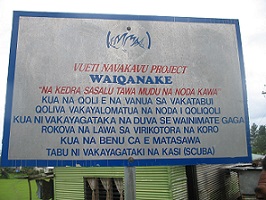 VUETI NAVAKAVU PROJECT
WAIQANAKE
"NA KEDRA SASALU TAWA MUDU NA NODA KAWA"
KUA NA QOLI E NA VANUA SA VAKATABUI
QOLIVA VAKAYALOMATUA NA NODA I QOLIQOLI
KUA NI VAKAYAGATAKA NA DUVA SE WAINIMATE GAGA
ROKOVA NA LAWA SA VIRIKOTORA NA KORO
KUA NA BENU CA E MATASAWA
TABU NI VAKAYAGATAKI NA KASI (SCUBA)